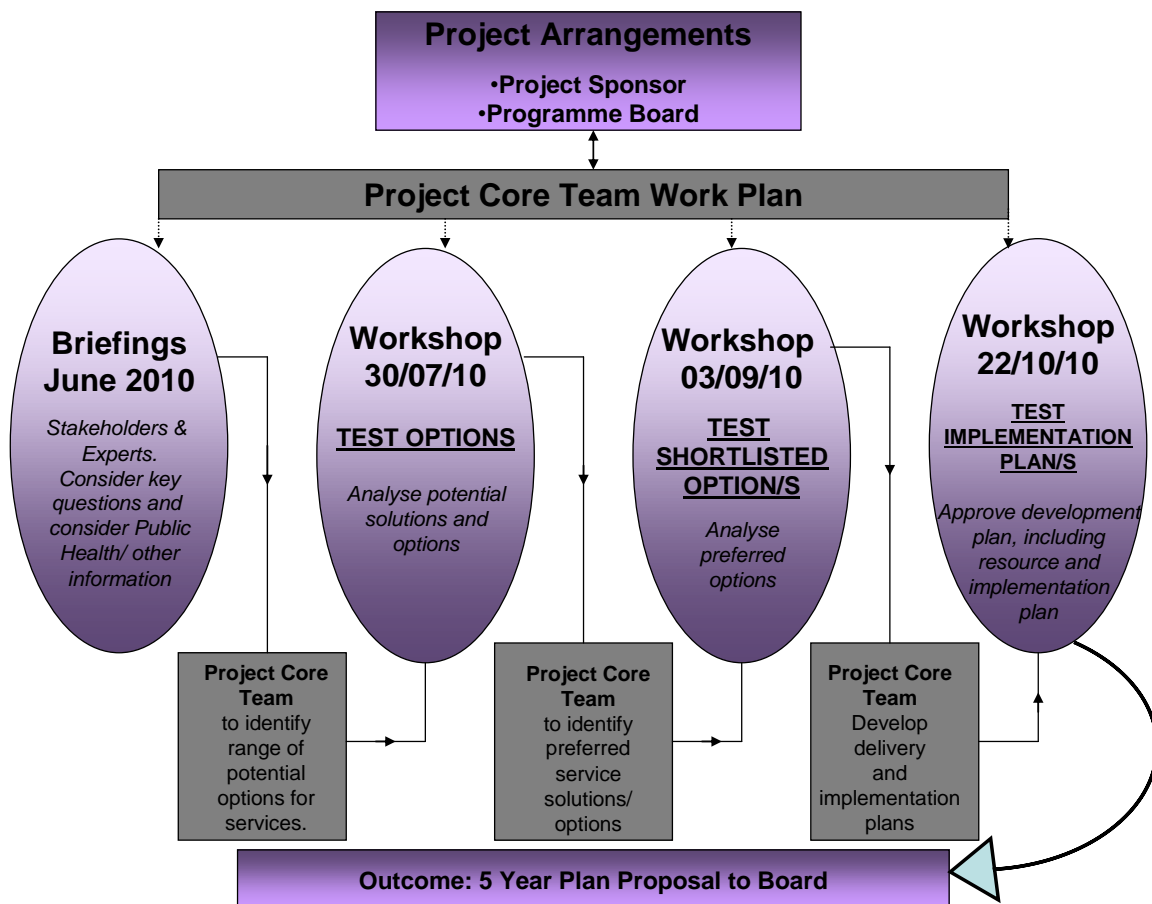 Project Arrangements
•Project Sponsor
•Programme Board
Project Core Team Work Plan
Briefings
June 2010
Stakeholders &
Experts.
Consider key
questions and
consider Public
Health/ other
information
Workshop
30/07/10
TEST OPTIONS
Analyse potential
solutions and
options
Workshop
03/09/10
TEST
SHORTLISTED
OPTION/S
Analyse
preferred
options
Workshop
22/10/10
TEST
IMPLEMENTATION
PLAN/S
Approve development
plan, including
resource and
implementation
plan
Project Core
Team
to identify
range of
potential
options for
services.
Project Core
Team
to identify
preferred
service
solutions/
options
Project Core
Team
Develop
delivery
and
implementation
plans
Outcome: 5 Year Plan Proposal to Board